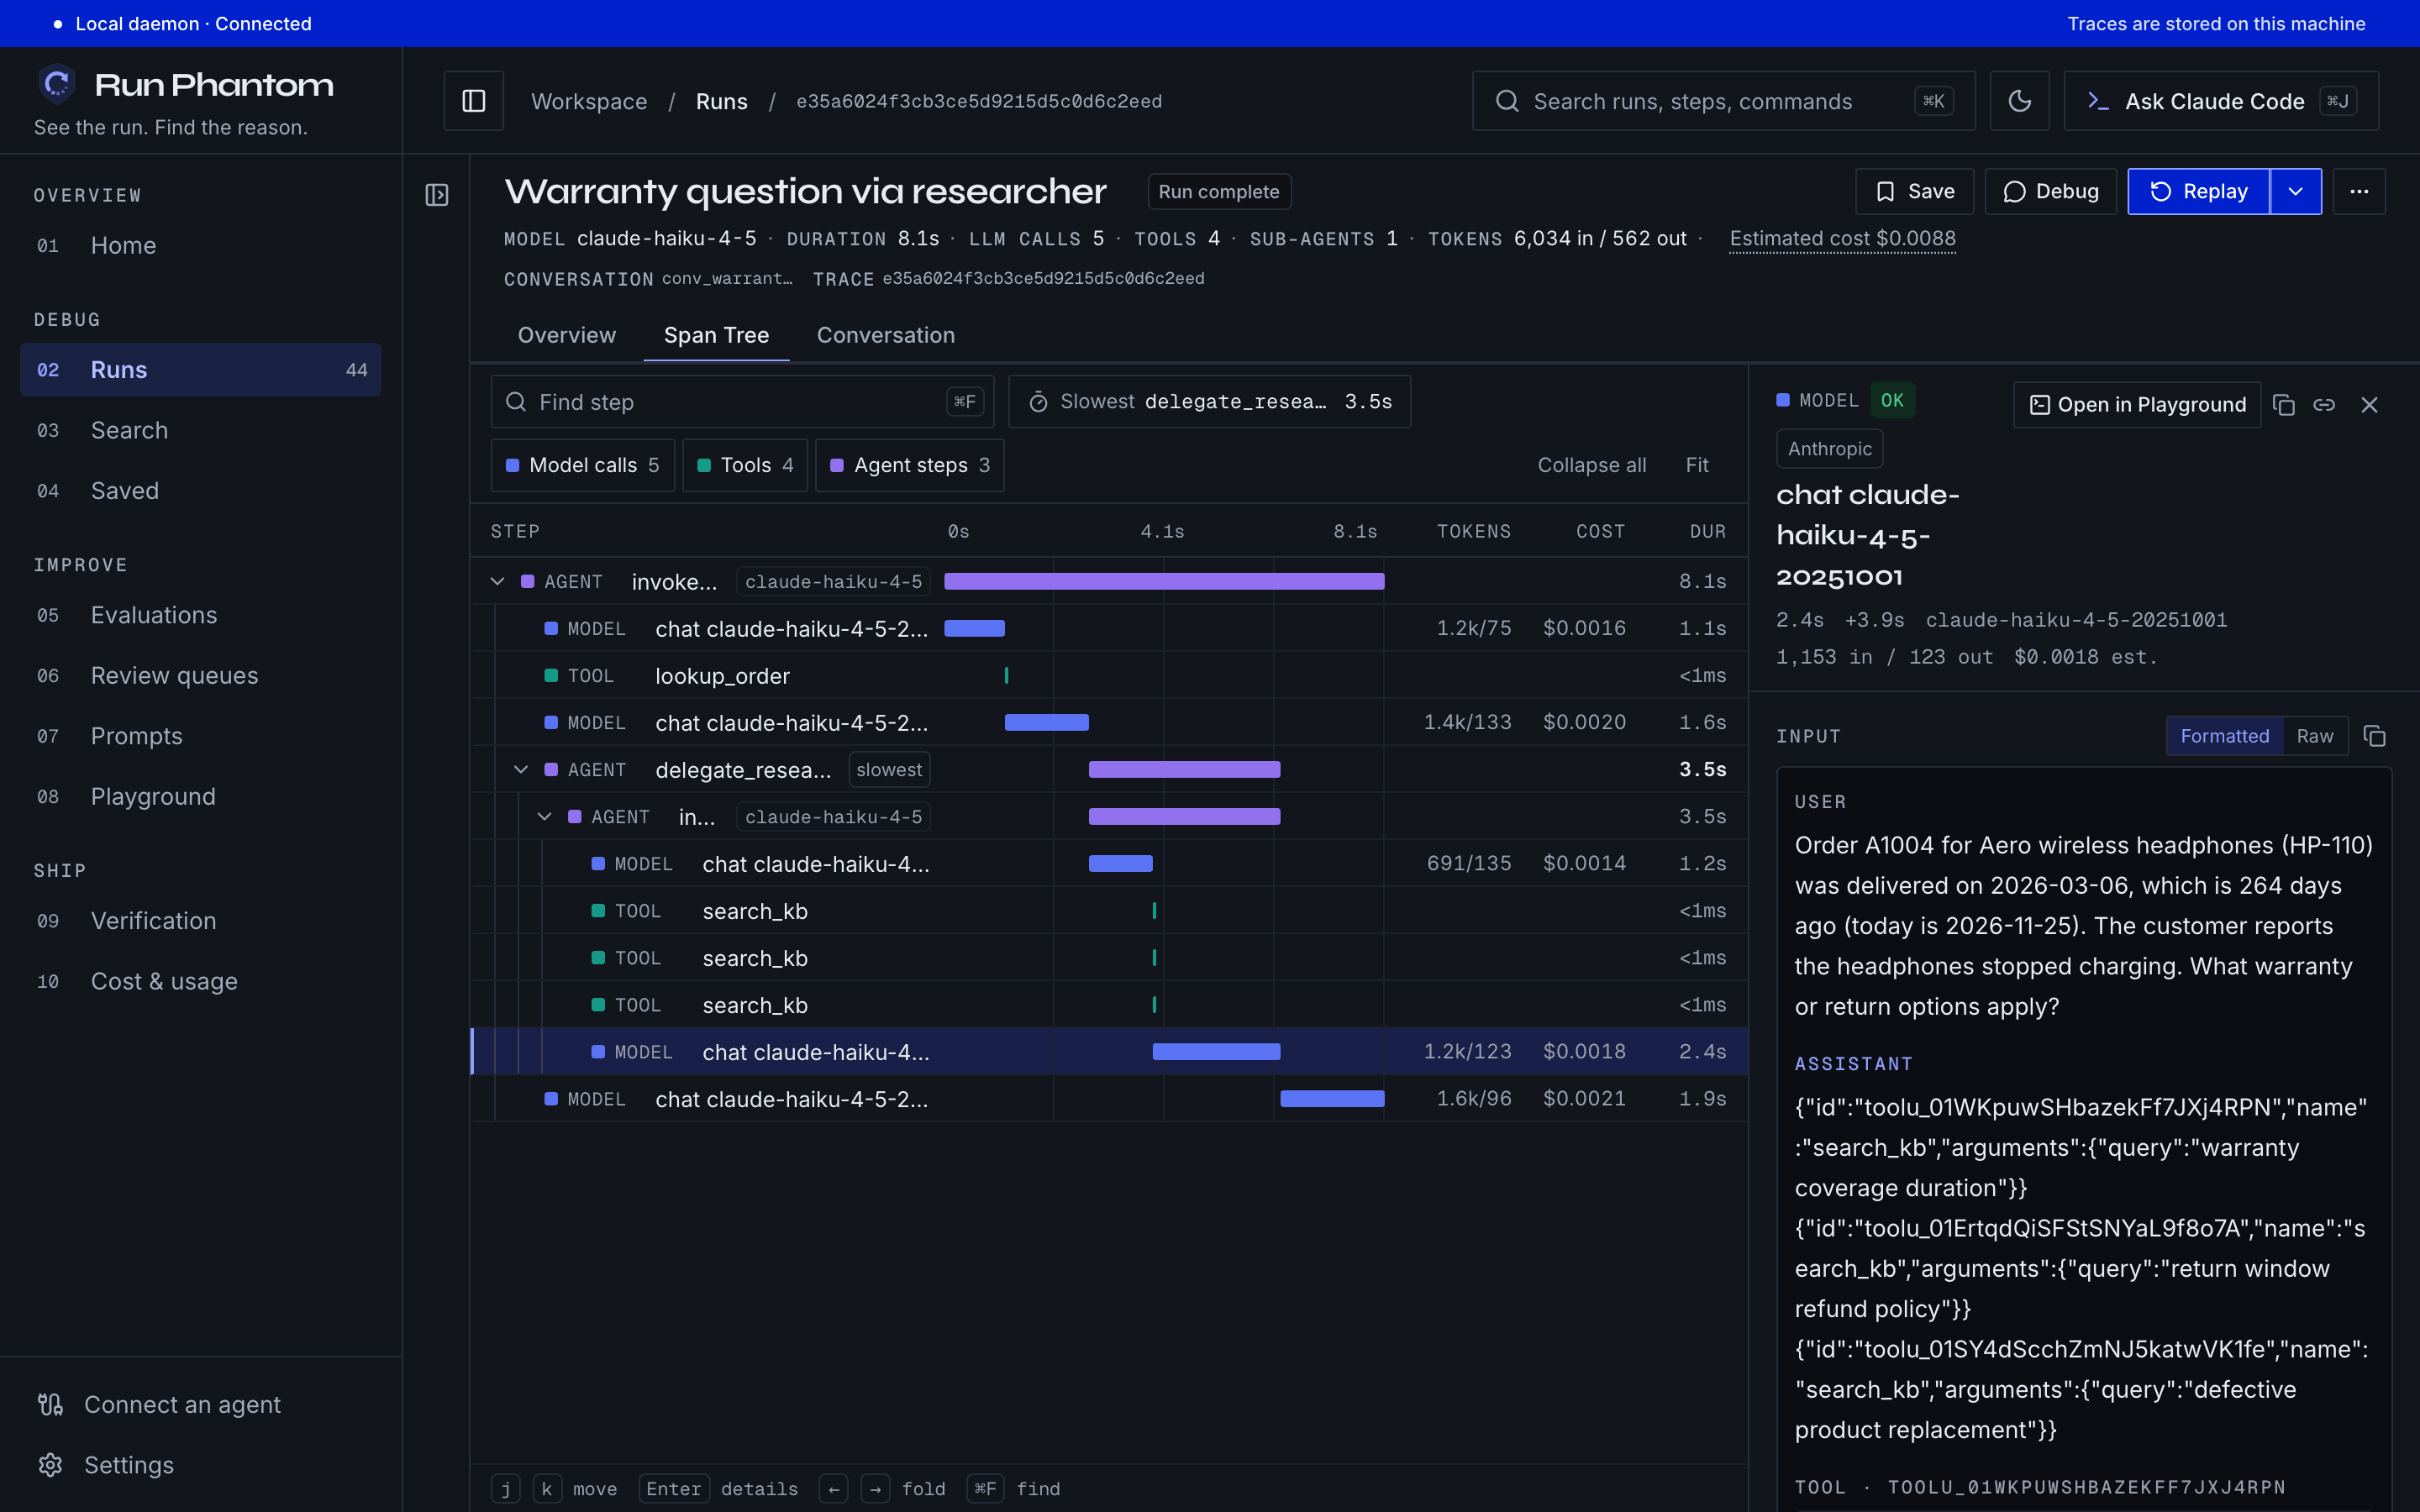 Local daemon · Connected
Traces are stored on this machine
Run Phantom
See the run. Find the reason.
Workspace / Runs / e35a6024f3cb3ce5d9215d5c0d6c2eed
Search runs, steps, commands ⌘K
Ask Claude Code ⌘J
OVERVIEW
01 Home
DEBUG
02 Runs 44
03 Search
04 Saved
IMPROVE
05 Evaluations
06 Review queues
07 Prompts
08 Playground
SHIP
09 Verification
10 Cost & usage
Connect an agent
Settings
Warranty question via researcher Run complete
Save Debug Replay
MODEL claude-haiku-4-5 · DURATION 8.1s · LLM CALLS 5 · TOOLS 4 · SUB-AGENTS 1 · TOKENS 6,034 in / 562 out · Estimated cost $0.0088
CONVERSATION conv_warrant… TRACE e35a6024f3cb3ce5d9215d5c0d6c2eed
Overview Span Tree Conversation
Find step ⌘F
Slowest delegate_resea… 3.5s
Model calls 5 Tools 4 Agent steps 3
Collapse all Fit
STEP 0s 4.1s 8.1s TOKENS COST DUR
AGENT invoke… claude-haiku-4-5 8.1s
MODEL chat claude-haiku-4-5-2… 1.2k/75 $0.0016 1.1s
TOOL lookup_order <1ms
MODEL chat claude-haiku-4-5-2… 1.4k/133 $0.0020 1.6s
AGENT delegate_resea… slowest 3.5s
AGENT in… claude-haiku-4-5 3.5s
MODEL chat claude-haiku-4… 691/135 $0.0014 1.2s
TOOL search_kb <1ms
TOOL search_kb <1ms
TOOL search_kb <1ms
MODEL chat claude-haiku-4… 1.2k/123 $0.0018 2.4s
MODEL chat claude-haiku-4-5-2… 1.6k/96 $0.0021 1.9s
j k move Enter details ← → fold ⌘F find
MODEL OK
Open in Playground
Anthropic
chat claude-
haiku-4-5-
20251001
2.4s +3.9s claude-haiku-4-5-20251001
1,153 in / 123 out $0.0018 est.
INPUT
Formatted Raw
USER
Order A1004 for Aero wireless headphones (HP-110)
was delivered on 2026-03-06, which is 264 days
ago (today is 2026-11-25). The customer reports
the headphones stopped charging. What warranty
or return options apply?
ASSISTANT
{"id":"toolu_01WKpuwSHbazekFf7JXj4RPN","name"
:"search_kb","arguments":{"query":"warranty
coverage duration"}}
{"id":"toolu_01ErtqdQiSFStSNYaL9f8o7A","name":"s
earch_kb","arguments":{"query":"return window
refund policy"}}
{"id":"toolu_01SY4dScchZmNJ5katwVK1fe","name":
"search_kb","arguments":{"query":"defective
product replacement"}}
TOOL · TOOLU_01WKPUWSHBAZEKFF7JXJ4RPN